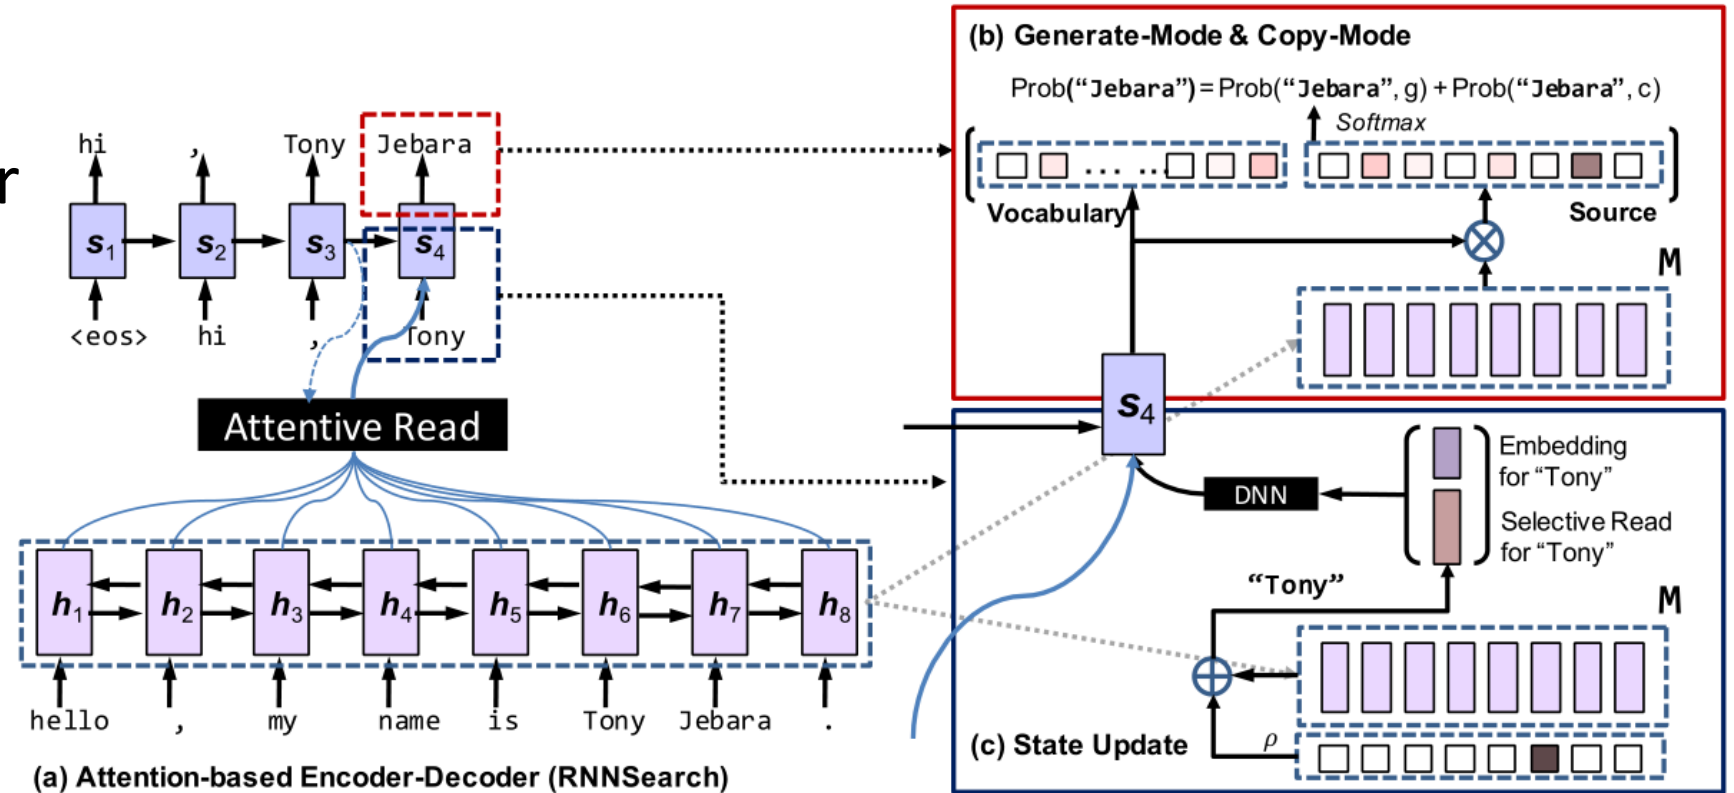 r
hi , Tony Jebara
s1 s2 s3 s4
<eos> hi , Tony
Attentive Read
h1 h2 h3 h4 h5 h6 h7 h8
hello , my name is Tony Jebara .
(a) Attention-based Encoder-Decoder (RNNSearch)
(b) Generate-Mode & Copy-Mode
Prob(“Jebara”) = Prob(“Jebara”, g) + Prob(“Jebara”, c)
Softmax
... ...
Vocabulary
Source
M
s4
DNN
Embedding
for “Tony”
Selective Read
for “Tony”
“Tony”
M
ρ
(c) State Update